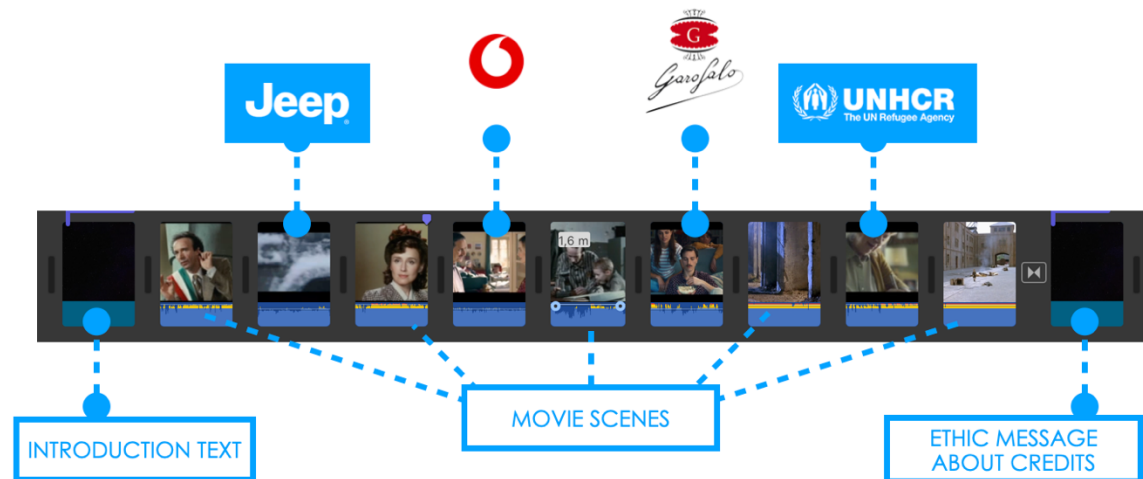 G
Garofalo
Jeep
UNHCR
The UN Refugee Agency
1,6 m
MOVIE SCENES
INTRODUCTION TEXT
ETHIC MESSAGE
ABOUT CREDITS